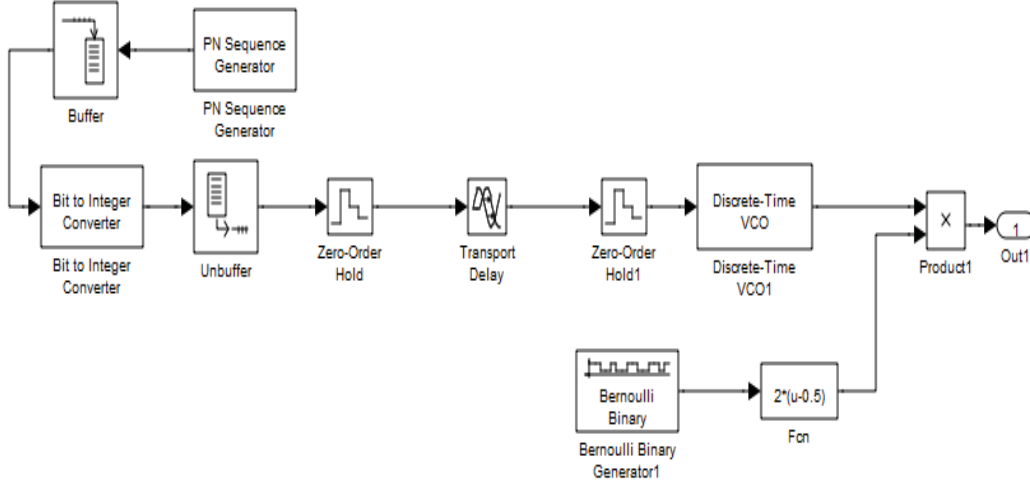 PN Sequence
Generator
Buffer
PN Sequence
Generator
Bit to Integer
Converter
Bit to Integer
Converter
Unbuffer
Zero-Order
Hold
Transport
Delay
Zero-Order
Hold1
Discrete-Time
VCO
Discrete-Time
VCO1
X
Product1
1
Out1
Bernoulli
Binary
Bernoulli Binary
Generator1
2*(u-0.5)
Fcn